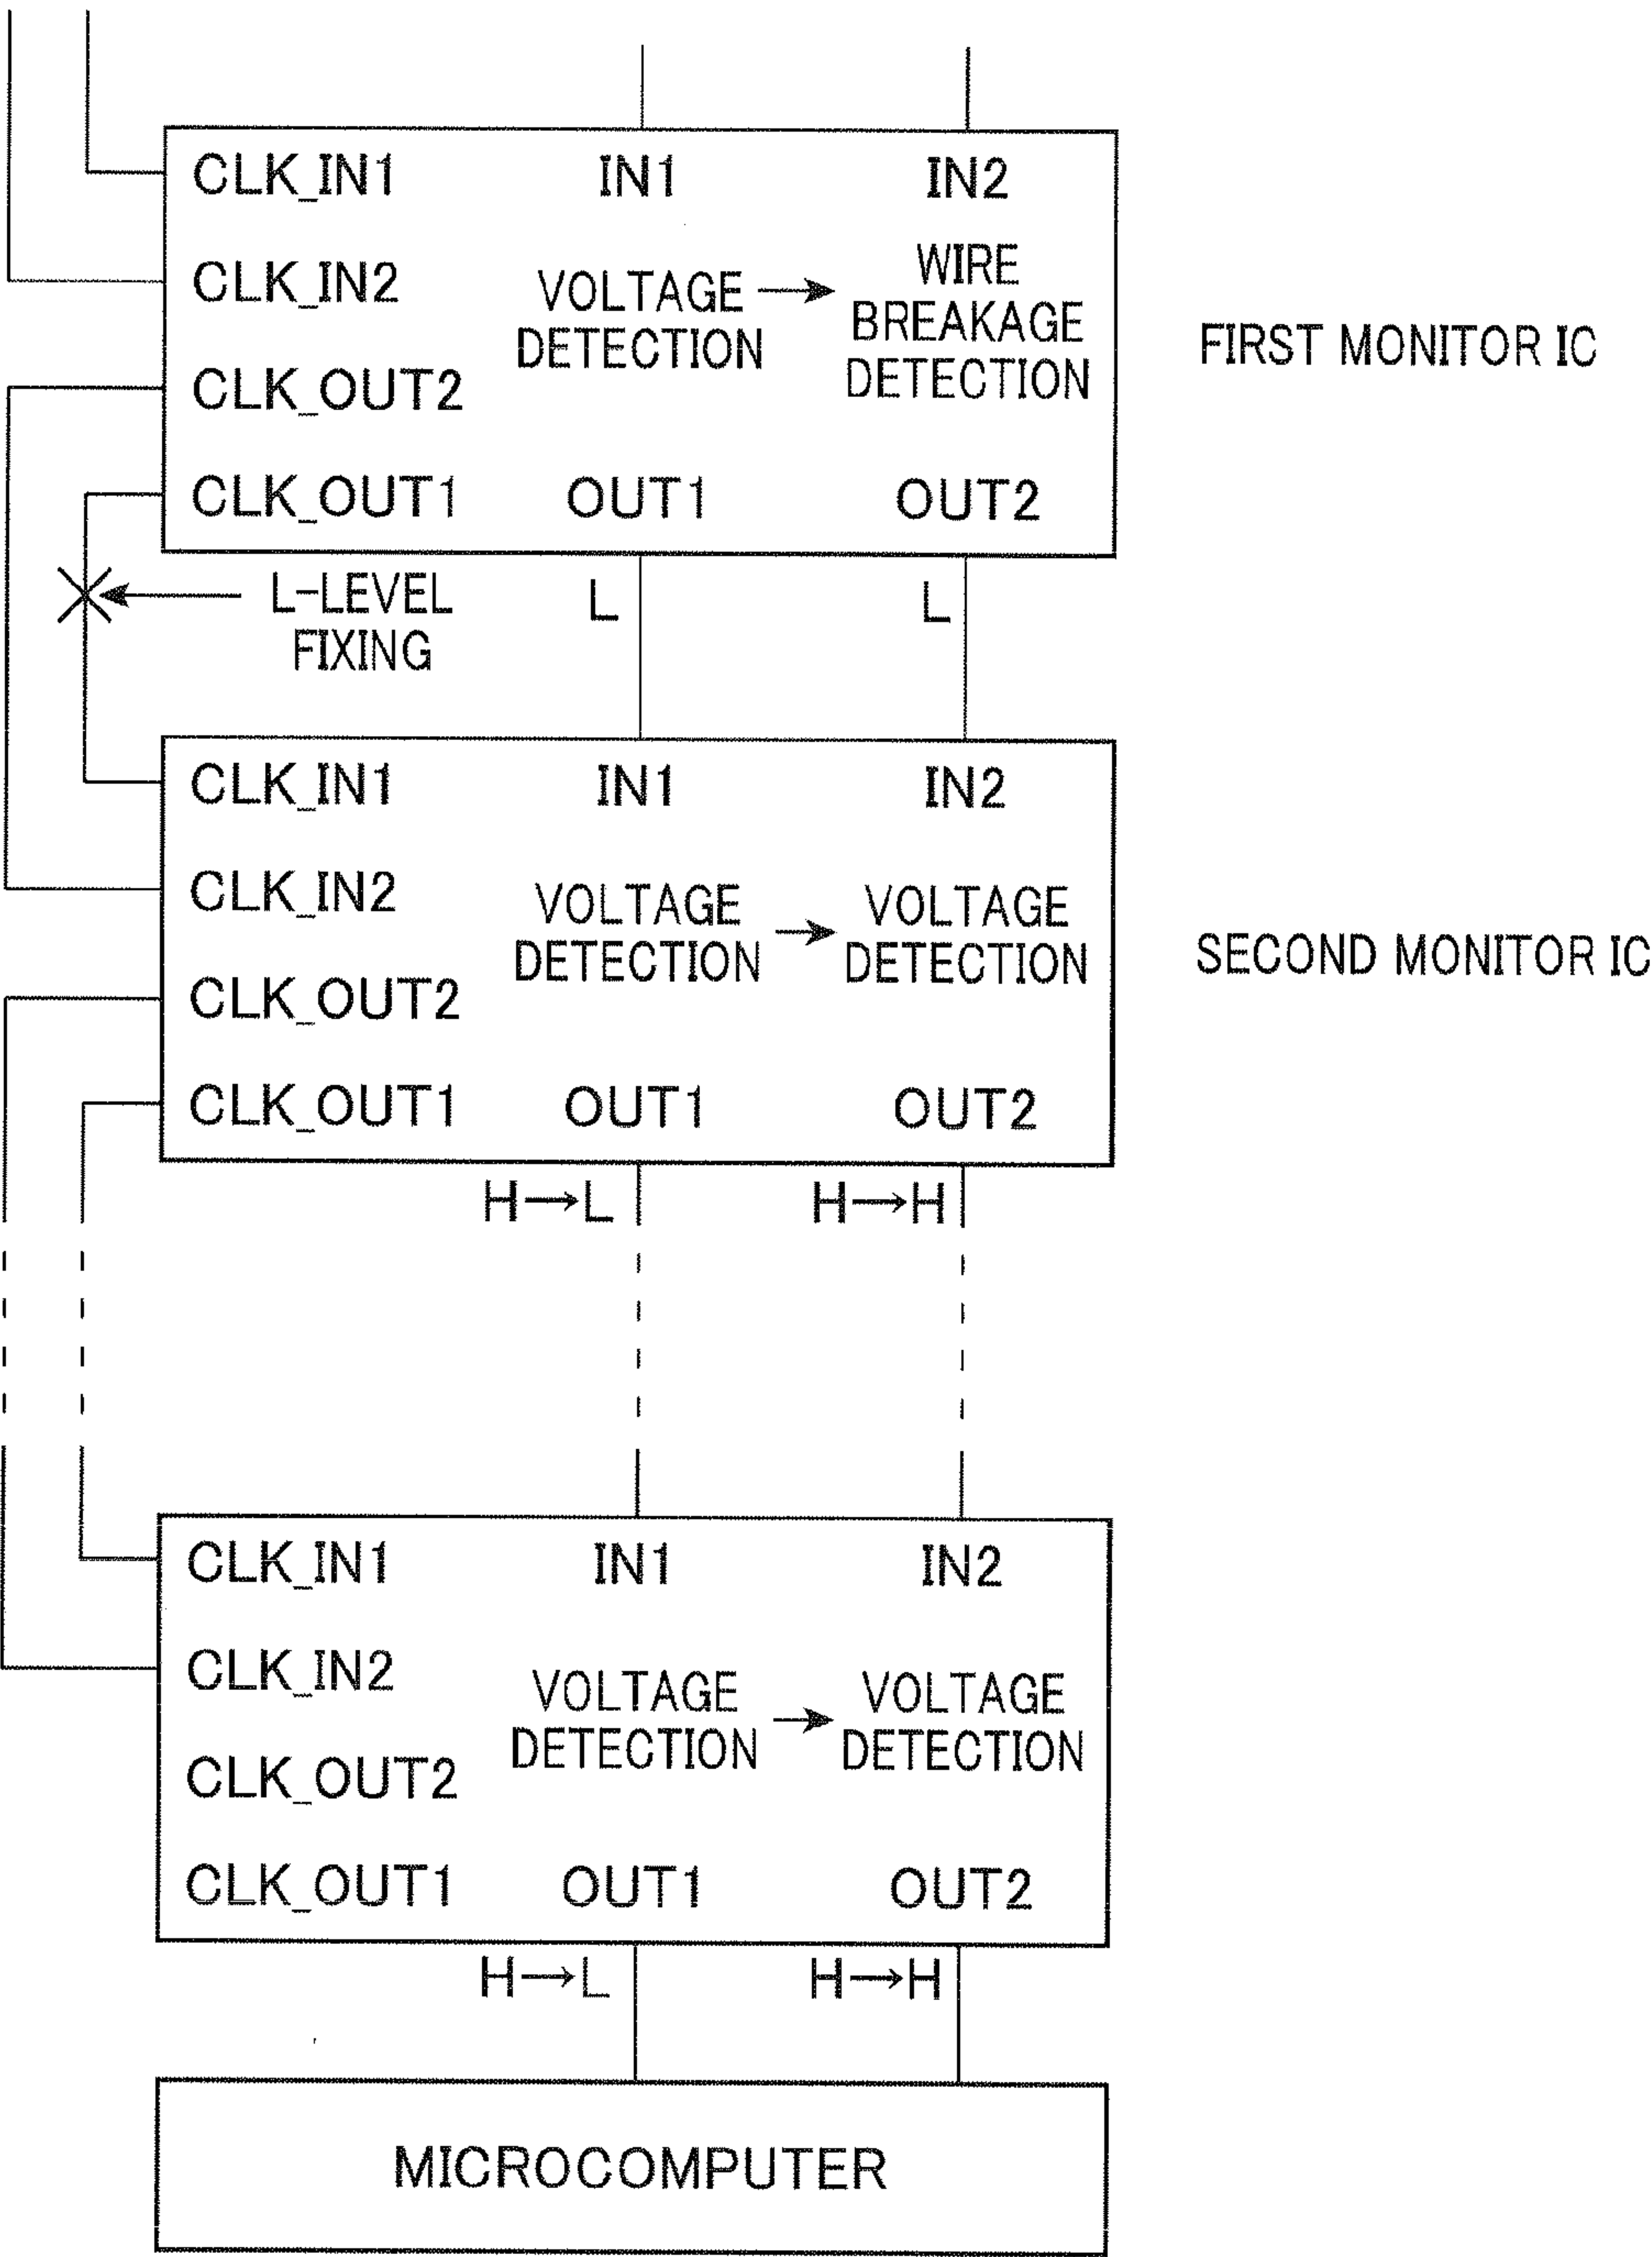 CLK_IN1 IN1 IN2
CLK_IN2
VOLTAGE
DETECTION
WIRE
BREAKAGE
DETECTION
CLK_OUT2
CLK_OUT1 OUT1 OUT2
FIRST MONITOR IC
L-LEVEL
FIXING
L L
CLK_IN1 IN1 IN2
CLK_IN2
VOLTAGE
DETECTION
VOLTAGE
DETECTION
CLK_OUT2
CLK_OUT1 OUT1 OUT2
SECOND MONITOR IC
H→L H→H
CLK_IN1 IN1 IN2
CLK_IN2
VOLTAGE
DETECTION
VOLTAGE
DETECTION
CLK_OUT2
CLK_OUT1 OUT1 OUT2
H→L H→H
MICROCOMPUTER